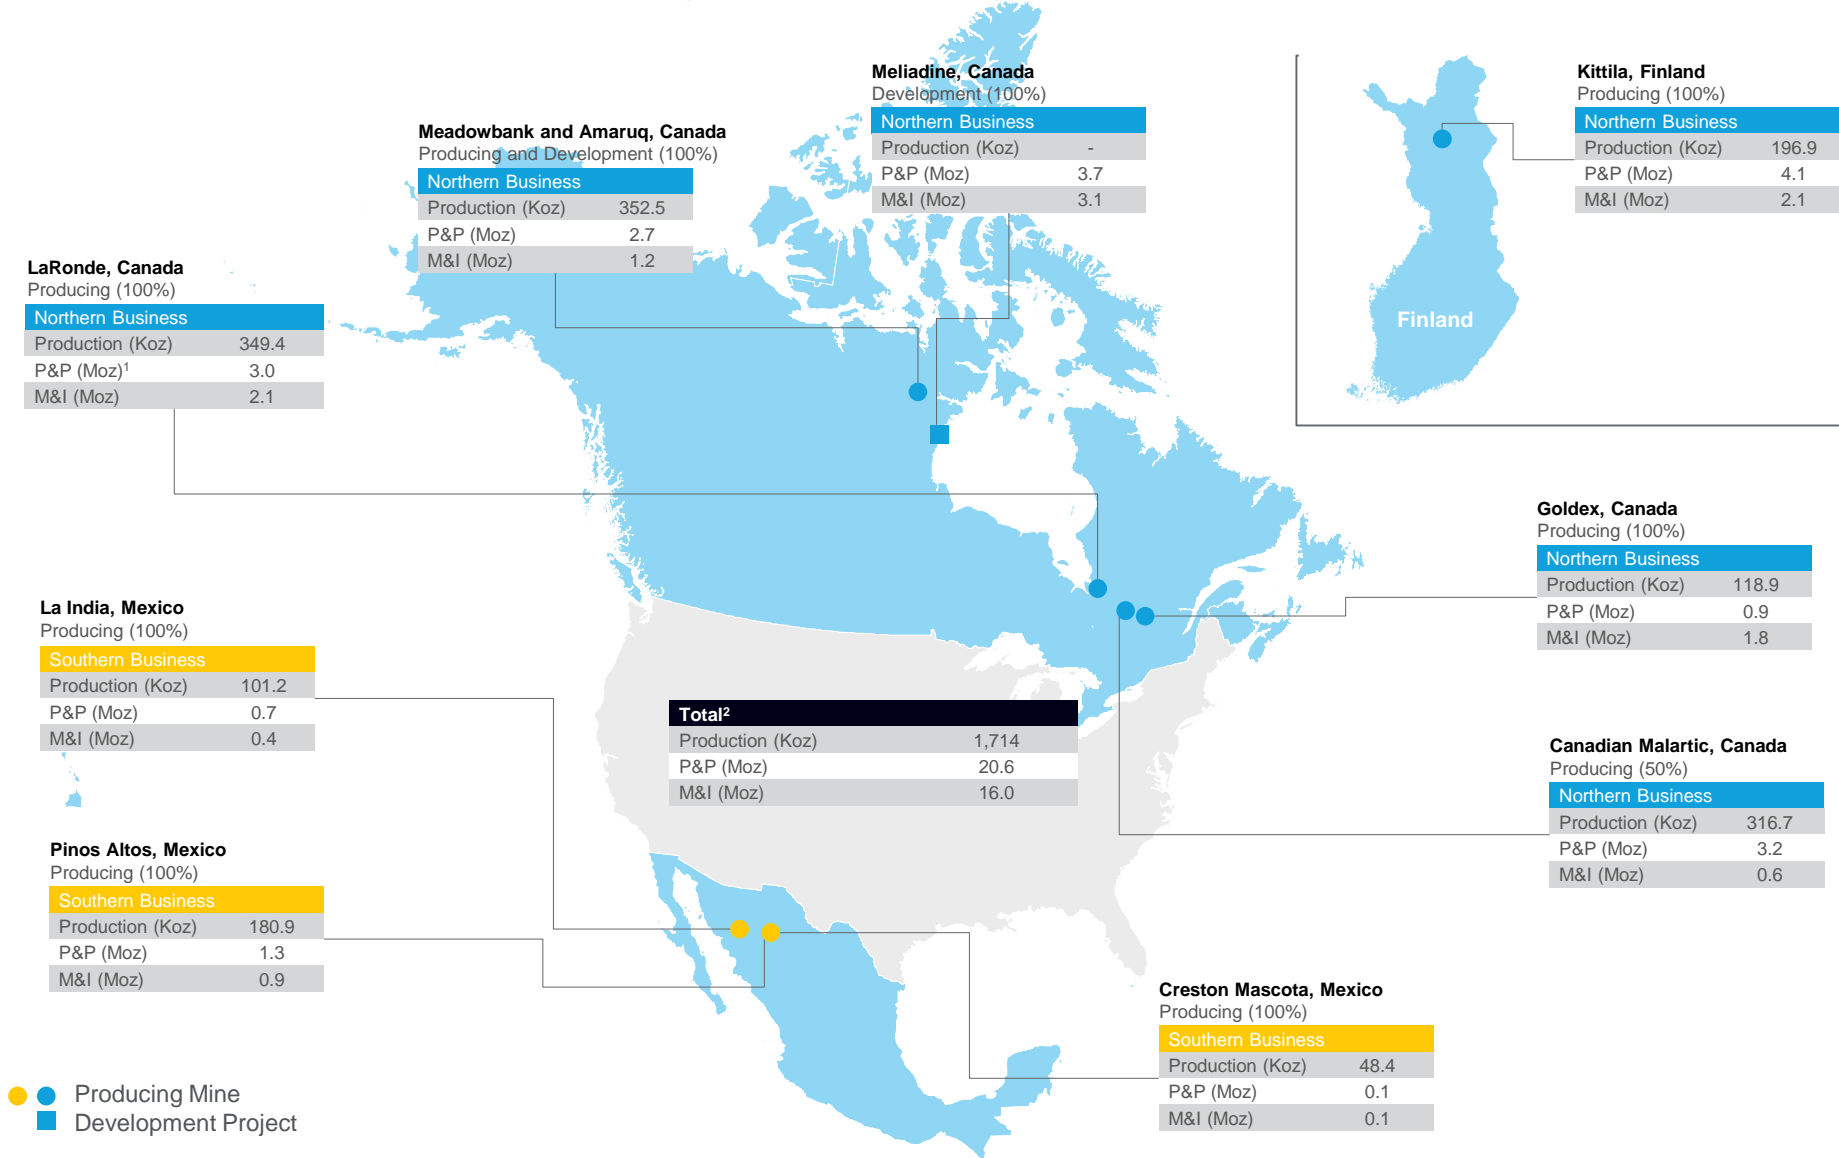 Meliadine, Canada
Development (100%)
Northern Business
Production (Koz) -
P&P (Moz) 3.7
M&I (Moz) 3.1
Kittila, Finland
Producing (100%)
Northern Business
Production (Koz) 196.9
P&P (Moz) 4.1
M&I (Moz) 2.1
Finland
Meadowbank and Amaruq, Canada
Producing and Development (100%)
Northern Business
Production (Koz) 352.5
P&P (Moz) 2.7
M&I (Moz) 1.2
LaRonde, Canada
Producing (100%)
Northern Business
Production (Koz) 349.4
P&P (Moz)¹ 3.0
M&I (Moz) 2.1
Goldex, Canada
Producing (100%)
Northern Business
Production (Koz) 118.9
P&P (Moz) 0.9
M&I (Moz) 1.8
La India, Mexico
Producing (100%)
Southern Business
Production (Koz) 101.2
P&P (Moz) 0.7
M&I (Moz) 0.4
Total²
Production (Koz) 1,714
P&P (Moz) 20.6
M&I (Moz) 16.0
Canadian Malartic, Canada
Producing (50%)
Northern Business
Production (Koz) 316.7
P&P (Moz) 3.2
M&I (Moz) 0.6
Pinos Altos, Mexico
Producing (100%)
Southern Business
Production (Koz) 180.9
P&P (Moz) 1.3
M&I (Moz) 0.9
Creston Mascota, Mexico
Producing (100%)
Southern Business
Production (Koz) 48.4
P&P (Moz) 0.1
M&I (Moz) 0.1
Producing Mine
Development Project